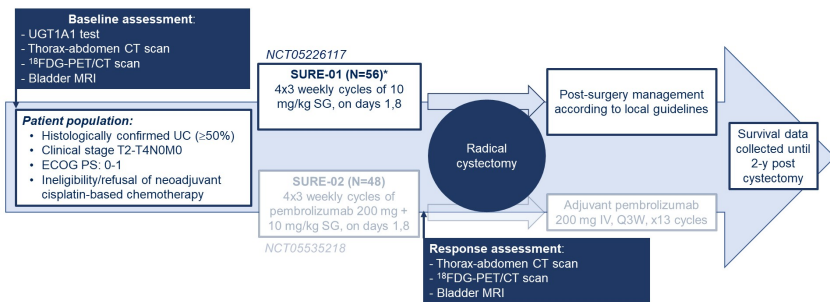 Baseline assessment:
- UGT1A1 test
- Thorax-abdomen CT scan
- 18FDG-PET/CT scan
- Bladder MRI
Patient population:
• Histologically confirmed UC (≥50%)
• Clinical stage T2-T4N0M0
• ECOG PS: 0-1
• Ineligibility/refusal of neoadjuvant
cisplatin-based chemotherapy
NCT05226117
SURE-01 (N=56)*
4x3 weekly cycles of 10
mg/kg SG, on days 1,8
SURE-02 (N=48)
4x3 weekly cycles of
pembrolizumab 200 mg +
10 mg/kg SG, on days 1,8
NCT05535218
Radical
cystectomy
Response assessment:
- Thorax-abdomen CT scan
- 18FDG-PET/CT scan
- Bladder MRI
Post-surgery management
according to local guidelines
Adjuvant pembrolizumab
200 mg IV, Q3W, x13 cycles
Survival data
collected until
2-y post
cystectomy